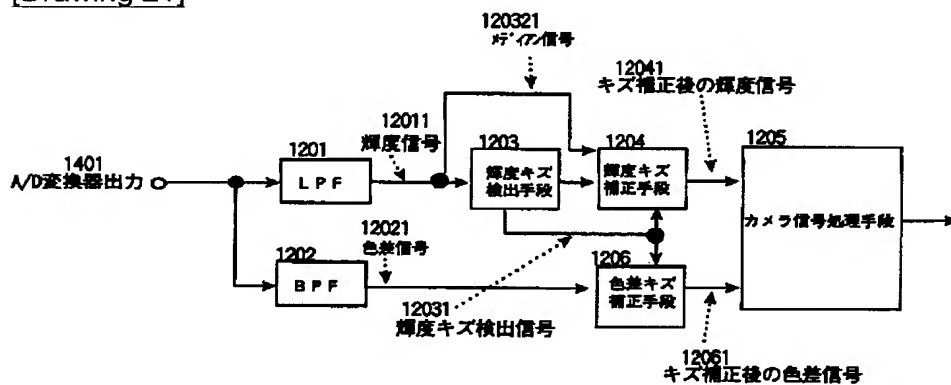 [Drawing 21]
120321
メディアン信号
12041
キズ補正後の輝度信号
12011
輝度信号
1401
A/D変換器出力
1201
LPF
1203
輝度キズ
検出手段
1204
輝度キズ
補正手段
1205
カメラ信号処理手段
12021
色差信号
1202
BPF
1206
色差キズ
補正手段
12031
輝度キズ検出信号
12061
キズ補正後の色差信号